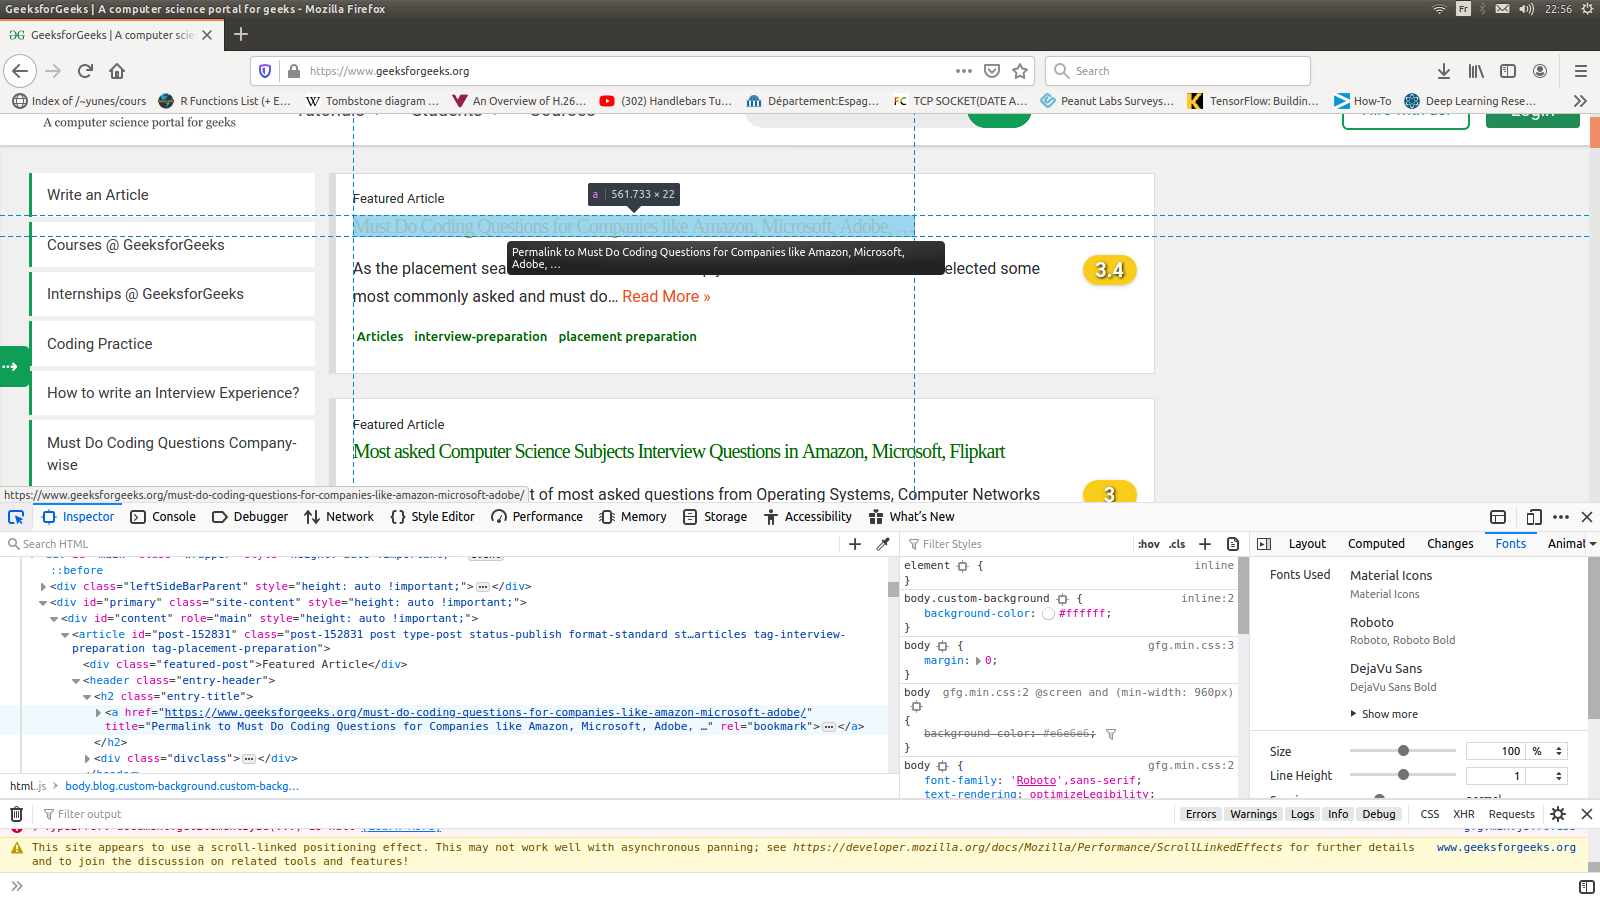 GeeksforGeeks | A computer science portal for geeks - Mozilla Firefox
Fr
22:56
GeeksforGeeks | A computer scie
https://www.geeksforgeeks.org
Search
Index of /~yunes/cours
R Functions List (+ E…
Tombstone diagram …
An Overview of H.26…
(302) Handlebars Tu…
Département:Espag…
TCP SOCKET(DATE A…
Peanut Labs Surveys…
TensorFlow: Buildin…
How-To
Deep Learning Rese…
A computer science portal for geeks
Tutorials
Students
Courses
Hire with us!
Login
Write an Article
Courses @ GeeksforGeeks
Internships @ GeeksforGeeks
Coding Practice
How to write an Interview Experience?
Must Do Coding Questions Company-
wise
Featured Article
a | 561.733 × 22
Must Do Coding Questions for Companies like Amazon, Microsoft, Adobe, …
Permalink to Must Do Coding Questions for Companies like Amazon, Microsoft,
Adobe, …
As the placement sea
elected some
3.4
most commonly asked and must do… Read More »
Articles interview-preparation placement preparation
Featured Article
Most asked Computer Science Subjects Interview Questions in Amazon, Microsoft, Flipkart
t of most asked questions from Operating Systems, Computer Networks
3
https://www.geeksforgeeks.org/must-do-coding-questions-for-companies-like-amazon-microsoft-adobe/
Inspector
Console
Debugger
Network
Style Editor
Performance
Memory
Storage
Accessibility
What's New
Search HTML
::before
<div class="leftSideBarParent" style="height: auto !important;"></div>
<div id="primary" class="site-content" style="height: auto !important;">
<div id="content" role="main" style="height: auto !important;">
<article id="post-152831" class="post-152831 post type-post status-publish format-standard st…articles tag-interview-
preparation tag-placement-preparation">
<div class="featured-post">Featured Article</div>
<header class="entry-header">
<h2 class="entry-title">
<a href="https://www.geeksforgeeks.org/must-do-coding-questions-for-companies-like-amazon-microsoft-adobe/"
title="Permalink to Must Do Coding Questions for Companies like Amazon, Microsoft, Adobe, …" rel="bookmark"></a>
</h2>
<div class="divclass"></div>
html.js
body.blog.custom-background.custom-backg…
Filter Styles
:hov .cls
element { inline
}
body.custom-background { inline:2
background-color: #ffffff;
}
body { gfg.min.css:3
margin: 0;
}
body gfg.min.css:2 @screen and (min-width: 960px)
{
background-color: #e6e6e6;
}
body { gfg.min.css:2
font-family: 'Roboto',sans-serif;
text-rendering: optimizeLegibility;
Layout
Computed
Changes
Fonts
Animat
Fonts Used
Material Icons
Material Icons
Roboto
Roboto, Roboto Bold
DejaVu Sans
DejaVu Sans Bold
Show more
Size
100 %
Line Height
1
Filter output
Errors
Warnings
Logs
Info
Debug
CSS
XHR
Requests
This site appears to use a scroll-linked positioning effect. This may not work well with asynchronous panning; see https://developer.mozilla.org/docs/Mozilla/Performance/ScrollLinkedEffects for further details
www.geeksforgeeks.org
and to join the discussion on related tools and features!